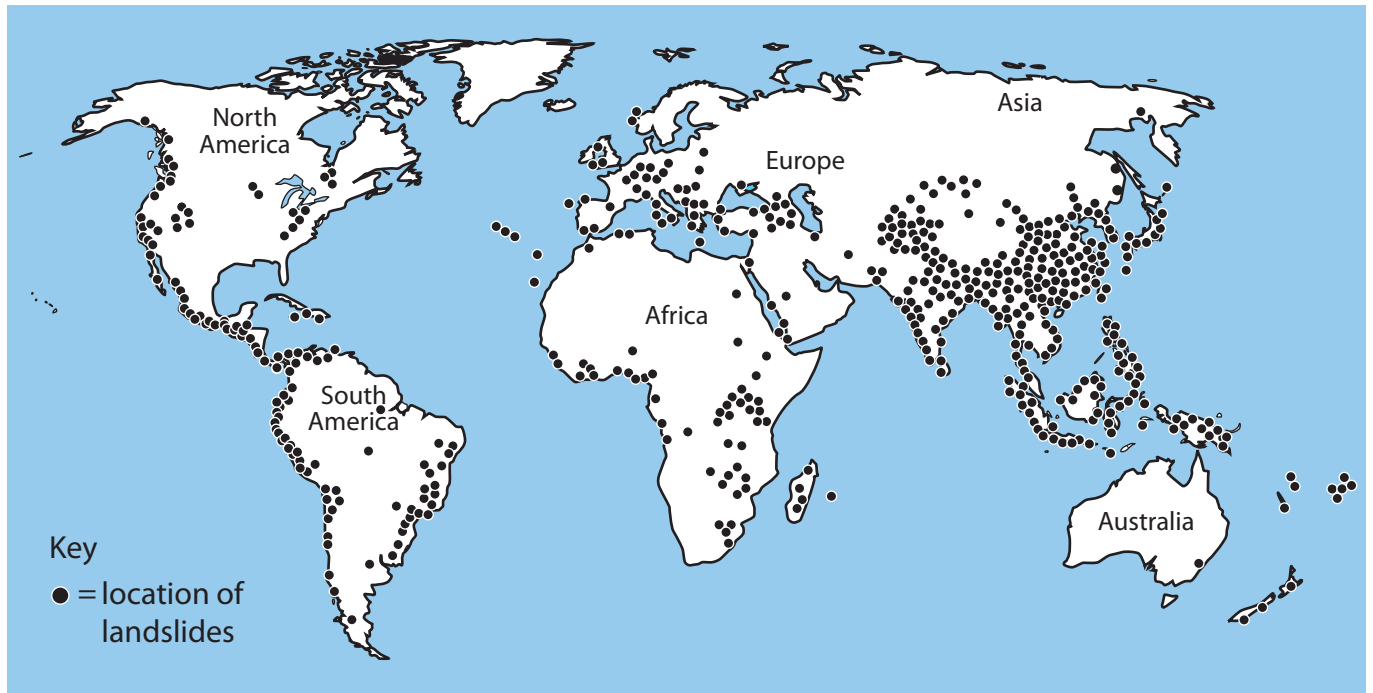 North
America
Asia
Europe
Africa
South
America
Australia
Key
= location of
landslides